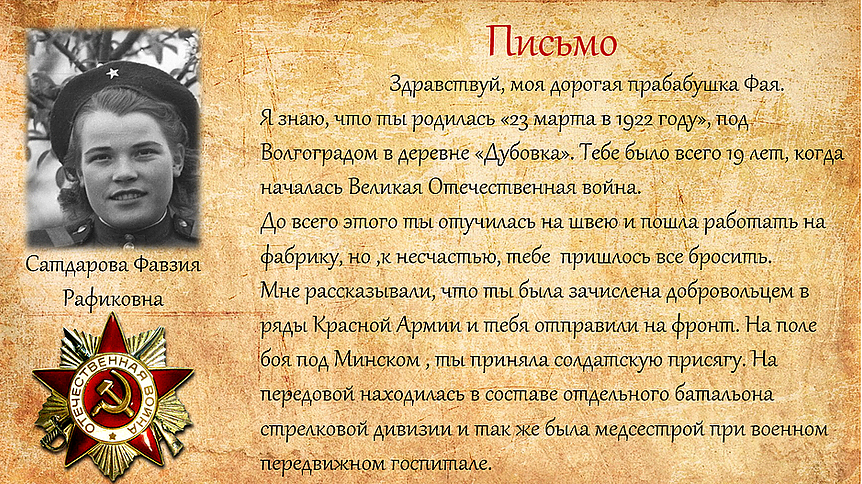 Письмо
Здравствуй, моя дорогая прабабушка Фая.
Я знаю, что ты родилась «23 марта в 1922 году», под
Волгоградом в деревне «Дубовка». Тебе было всего 19 лет, когда
началась Великая Отечественная война.
До всего этого ты отучилась на швею и пошла работать на
фабрику, но ,к несчастью, тебе пришлось все бросить.
Мне рассказывали, что ты была зачислена добровольцем в
ряды Красной Армии и тебя отправили на фронт. На поле
боя под Минском , ты приняла солдатскую присягу. На
передовой находилась в составе отдельного батальона
стрелковой дивизии и так же была медсестрой при военном
передвижном госпитале.
Сатдарова Фавзия
Рафиковна
ОТЕЧЕСТВЕННАЯ ВОЙНА